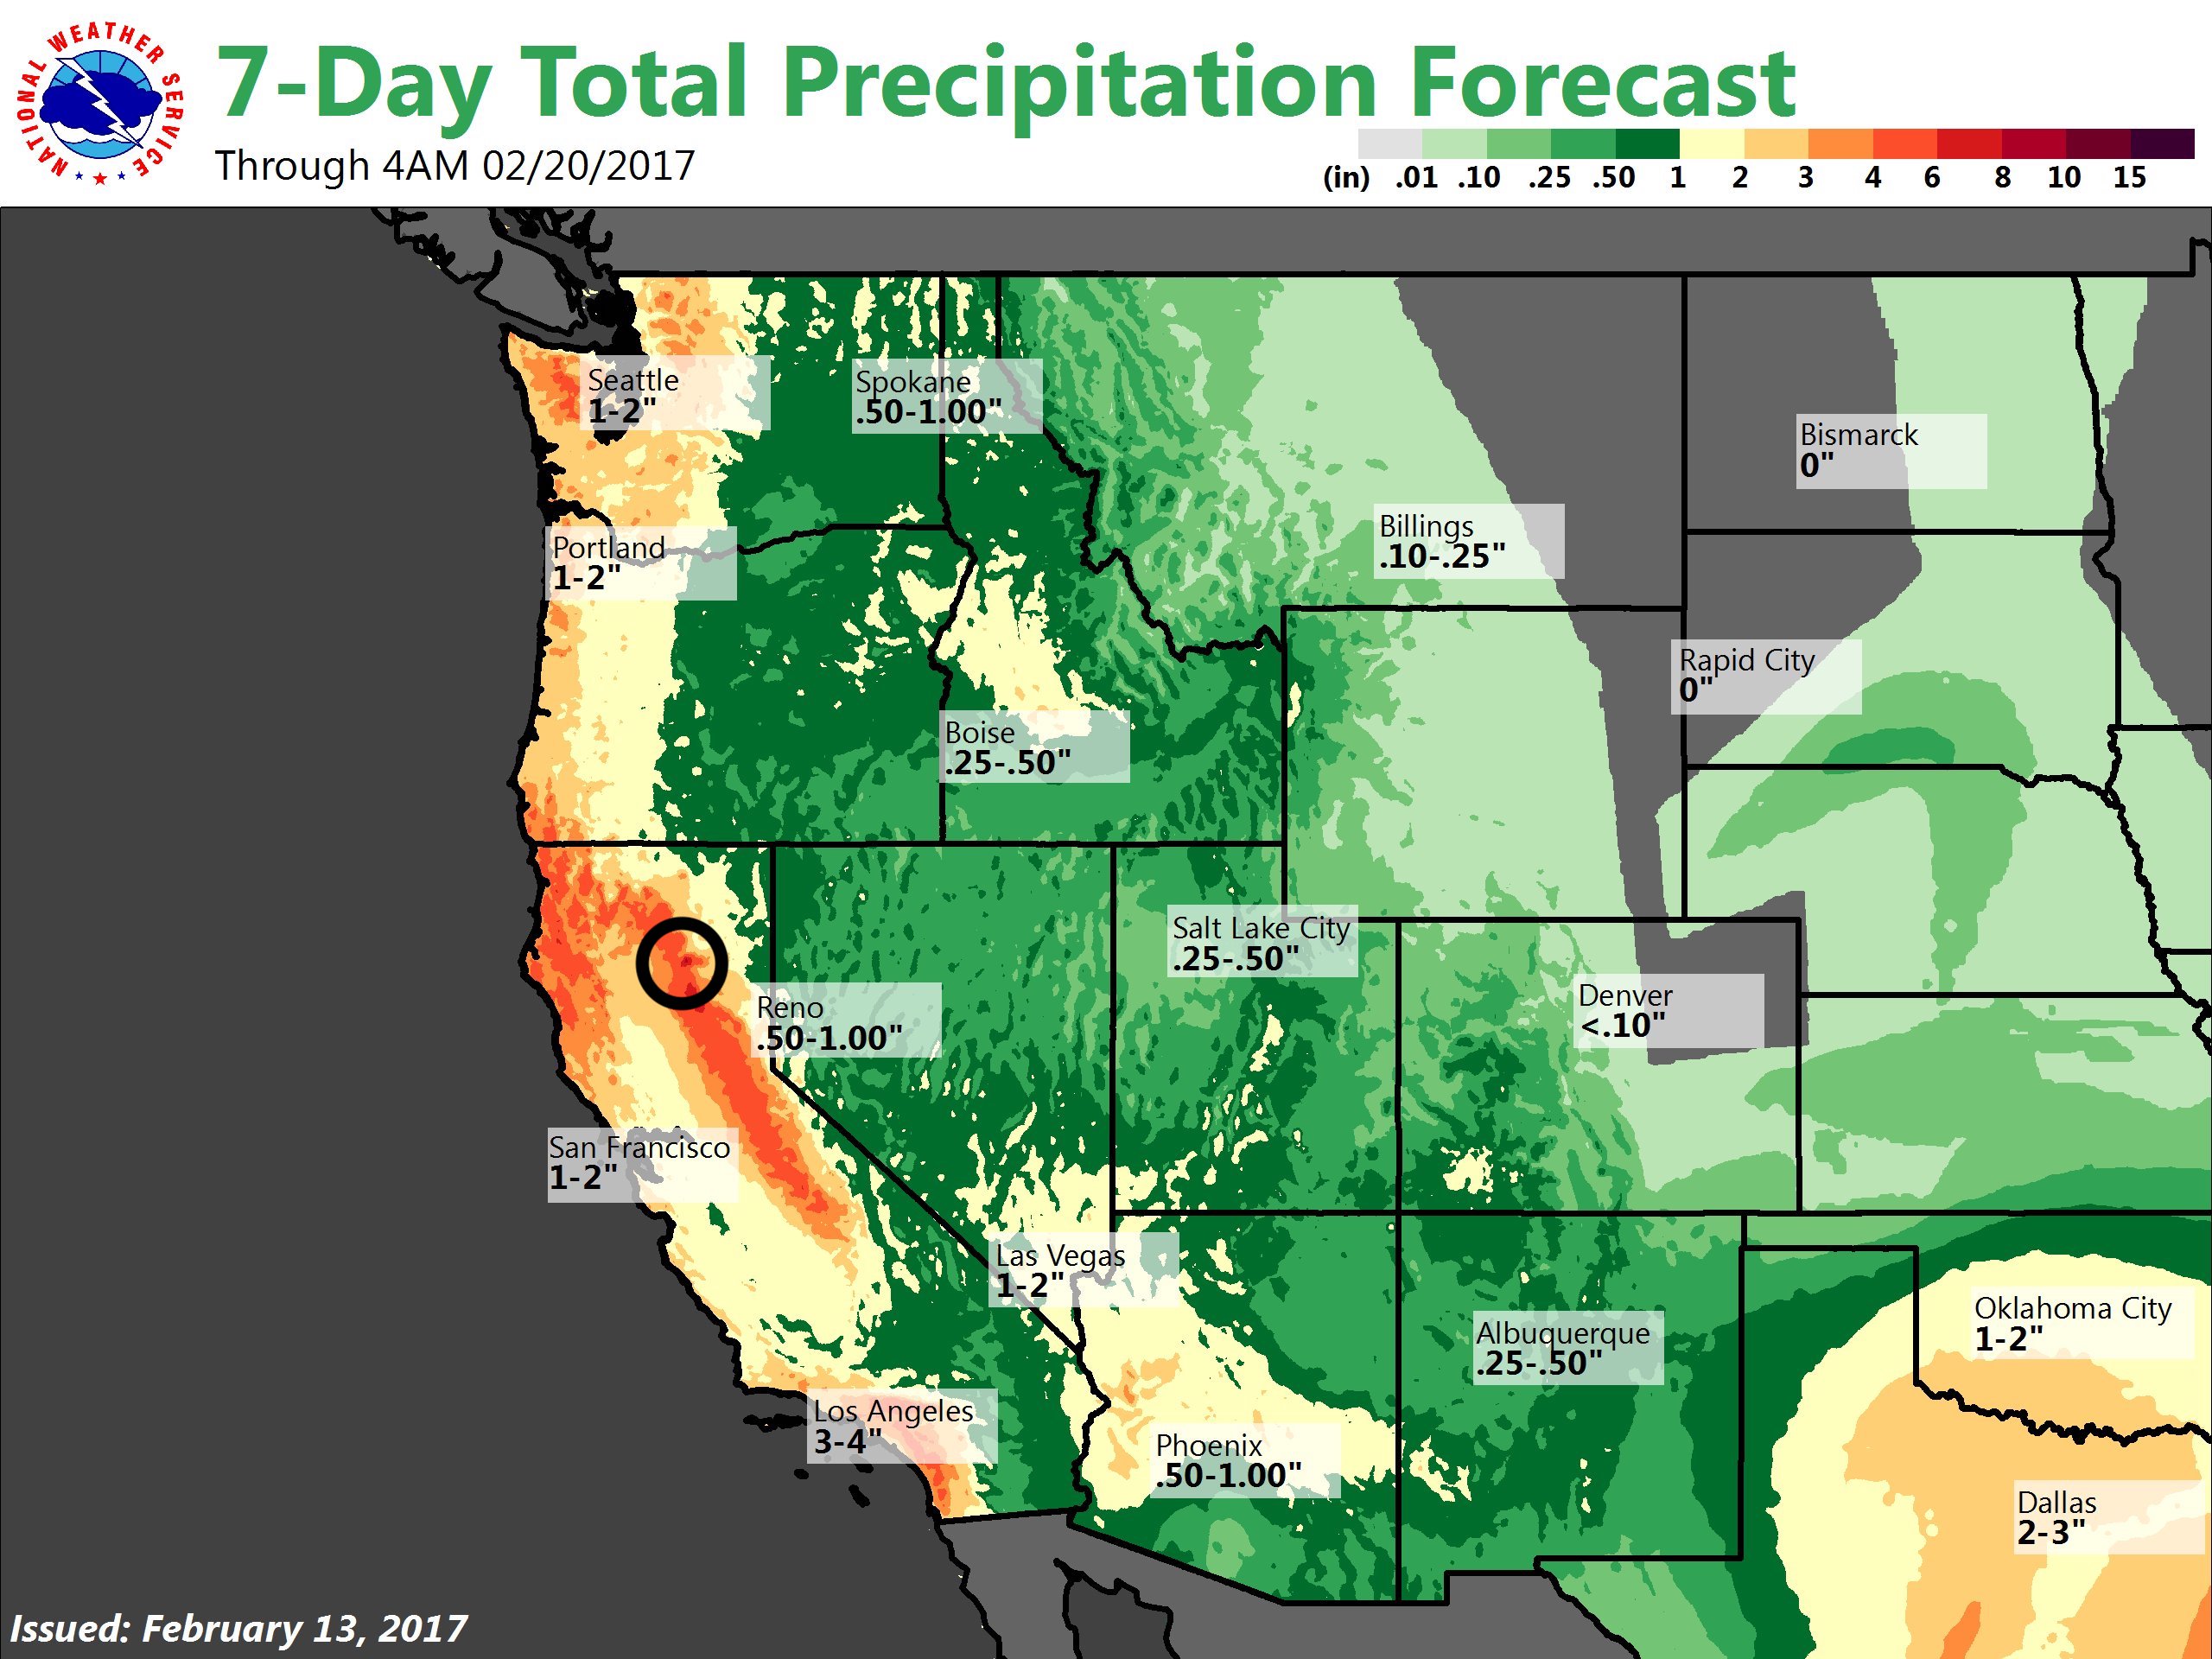 NATIONAL WEATHER SERVICE
7-Day Total Precipitation Forecast
Through 4AM 02/20/2017
(in) .01 .10 .25 .50 1 2 3 4 6 8 10 15
Seattle
1-2"
Spokane
.50-1.00"
Bismarck
0"
Billings
.10-.25"
Portland
1-2"
Rapid City
0"
Boise
.25-.50"
Salt Lake City
.25-.50"
Denver
<.10"
Reno
.50-1.00"
San Francisco
1-2"
Las Vegas
1-2"
Oklahoma City
1-2"
Albuquerque
.25-.50"
Los Angeles
3-4"
Phoenix
.50-1.00"
Dallas
2-3"
Issued: February 13, 2017